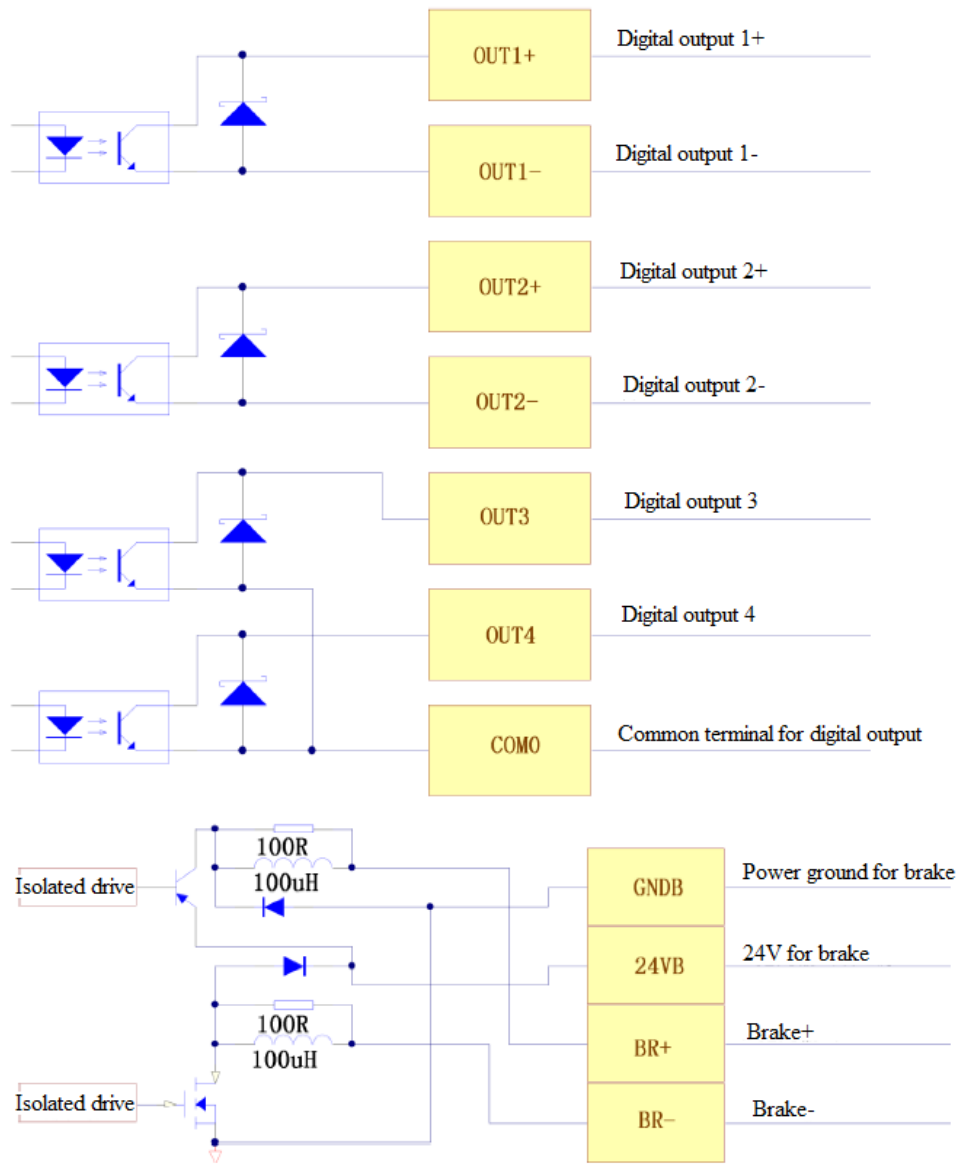 OUT1+ Digital output 1+
OUT1- Digital output 1-
OUT2+ Digital output 2+
OUT2- Digital output 2-
OUT3 Digital output 3
OUT4 Digital output 4
COMO Common terminal for digital output
100R
100uH
Isolated drive
GNDB Power ground for brake
24VB 24V for brake
100R
100uH
BR+ Brake+
Isolated drive
BR- Brake-